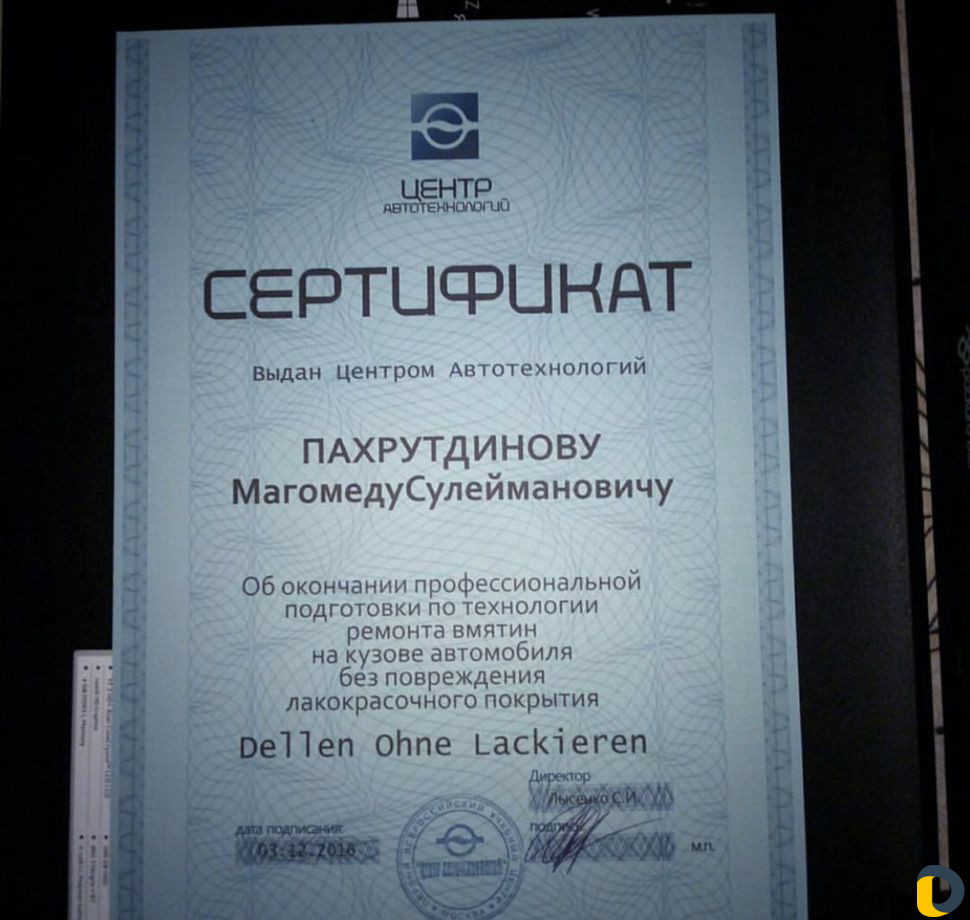 ЦЕНТР
АВТОТЕХНОЛОГИЙ
СЕРТИФИКАТ
Выдан Центром Автотехнологий
ПАХРУТДИНОВУ
МагомедуСулеймановичу
Об окончании профессиональной
подготовки по технологии
ремонта вмятин
на кузове автомобиля
без повреждения
лакокрасочного покрытия
Dellen Ohne Lackieren
Директор
Лысенко С.И.
подпись:
дата подписания:
03.12.2016
м.п.